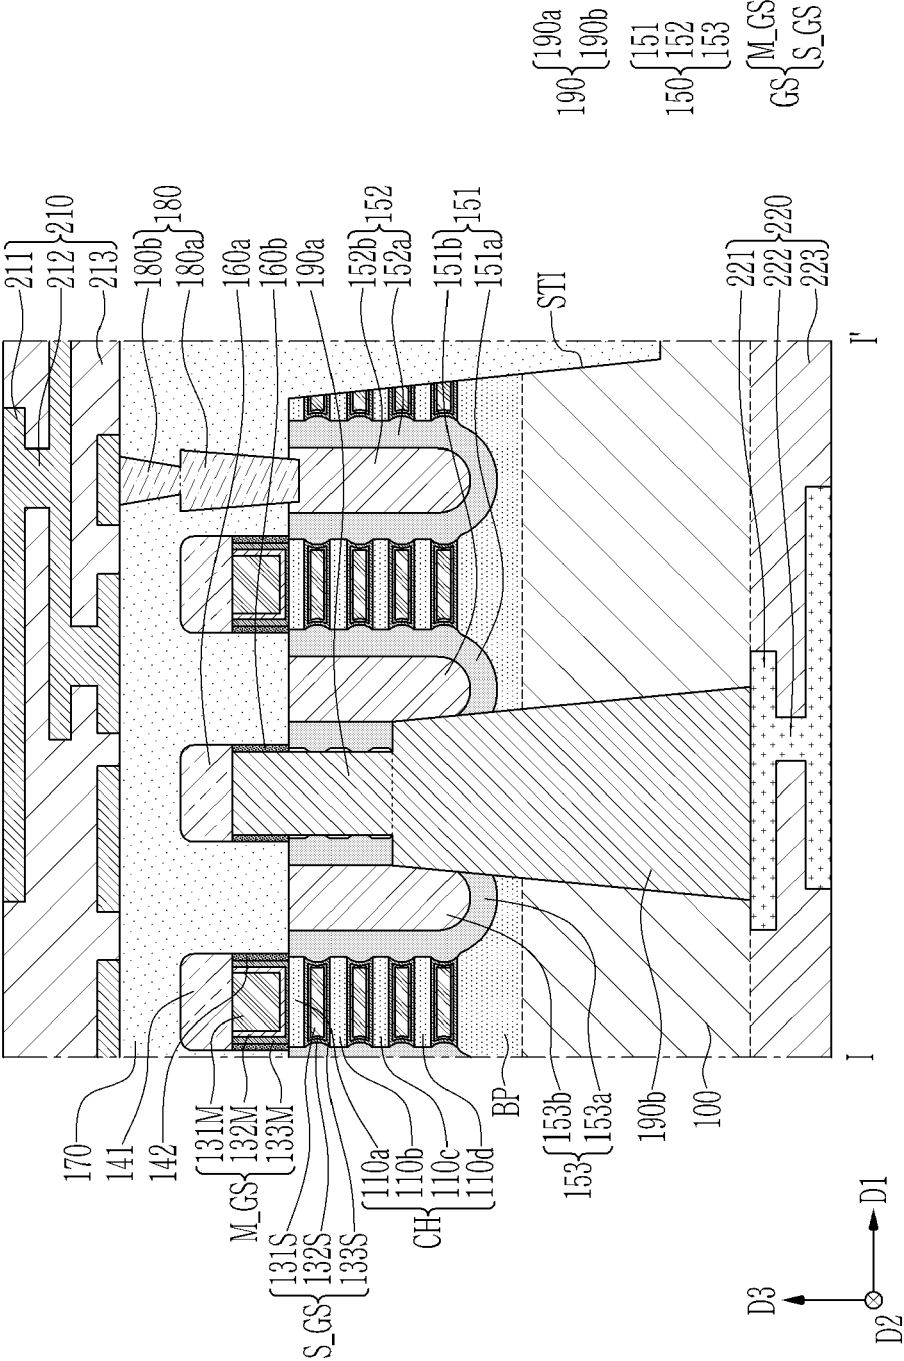 190 { 190a
190b
150 { 151
152
153
GS { M_GS
S_GS
211
212
213
210
180b
180a
180
160a
160b
190a
152b
152a
152
151b
151a
151
STI
221
222
223
220
I'
170
141
142
131M
132M
133M
M_GS
131S
132S
133S
S_GS
110a
110b
110c
110d
CH
BP
153b
153a
153
190b
100
I
D3
D1
D2